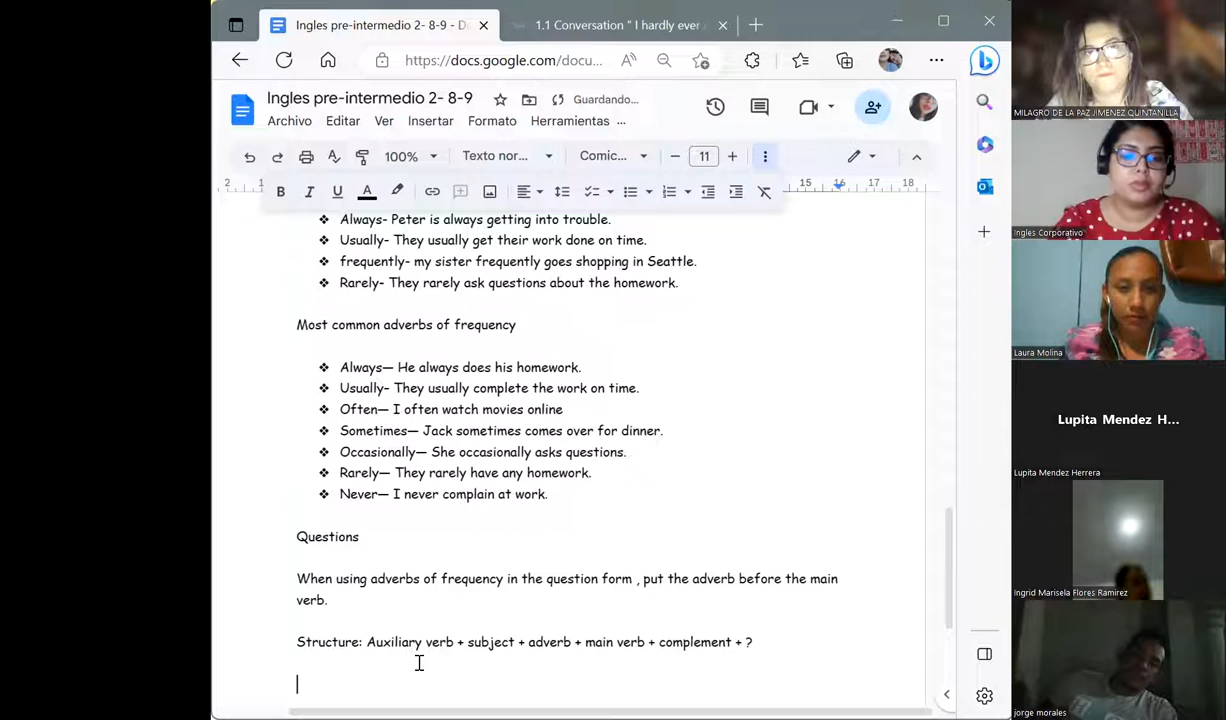 Ingles pre-intermedio 2- 8-9 - D
1.1 Conversation " I hardly ever
https://docs.google.com/docu...
Ingles pre-intermedio 2- 8-9
Guardando...
Archivo Editar Ver Insertar Formato Herramientas ...
100% Texto nor... Comic... 11
2 1 15 16 17 18
Always- Peter is always getting into trouble.
Usually- They usually get their work done on time.
frequently- my sister frequently goes shopping in Seattle.
Rarely- They rarely ask questions about the homework.
Most common adverbs of frequency
Always— He always does his homework.
Usually- They usually complete the work on time.
Often— I often watch movies online
Sometimes— Jack sometimes comes over for dinner.
Occasionally— She occasionally asks questions.
Rarely— They rarely have any homework.
Never— I never complain at work.
Questions
When using adverbs of frequency in the question form , put the adverb before the main
verb.
Structure: Auxiliary verb + subject + adverb + main verb + complement + ?
MILAGRO DE LA PAZ JIMENEZ QUINTANILLA
Ingles Corporativo
Laura Molina
Lupita Mendez H...
Lupita Mendez Herrera
Ingrid Marisela Flores Ramirez
jorge morales